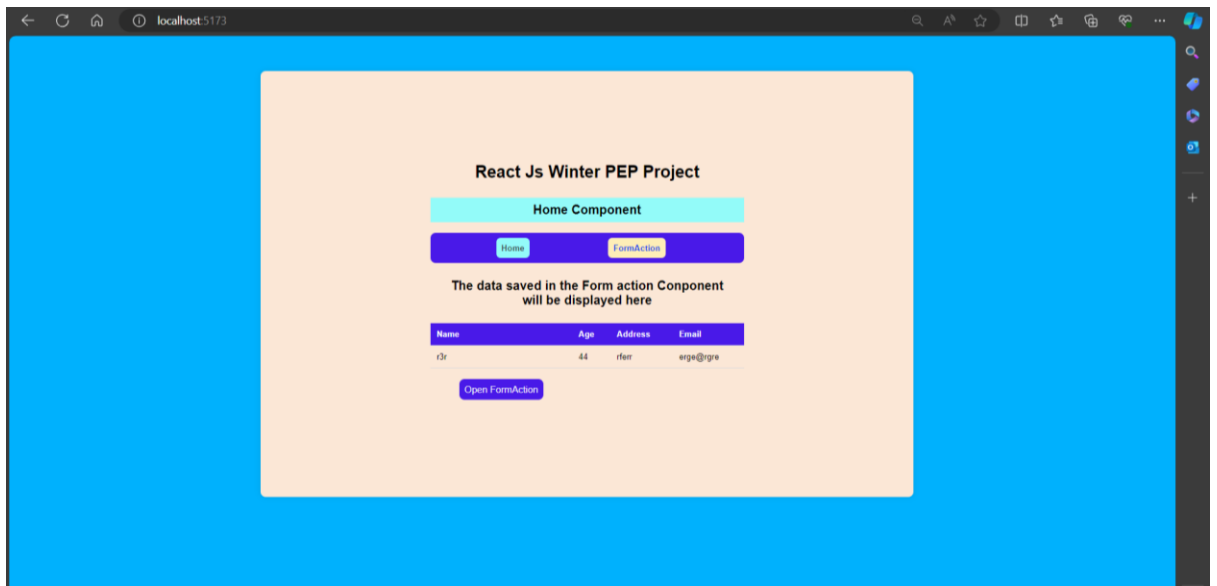 localhost:5173
React Js Winter PEP Project
Home Component
Home FormAction
The data saved in the Form action Conponent
will be displayed here
Name Age Address Email
r3r 44 rferr erge@rgre
Open FormAction